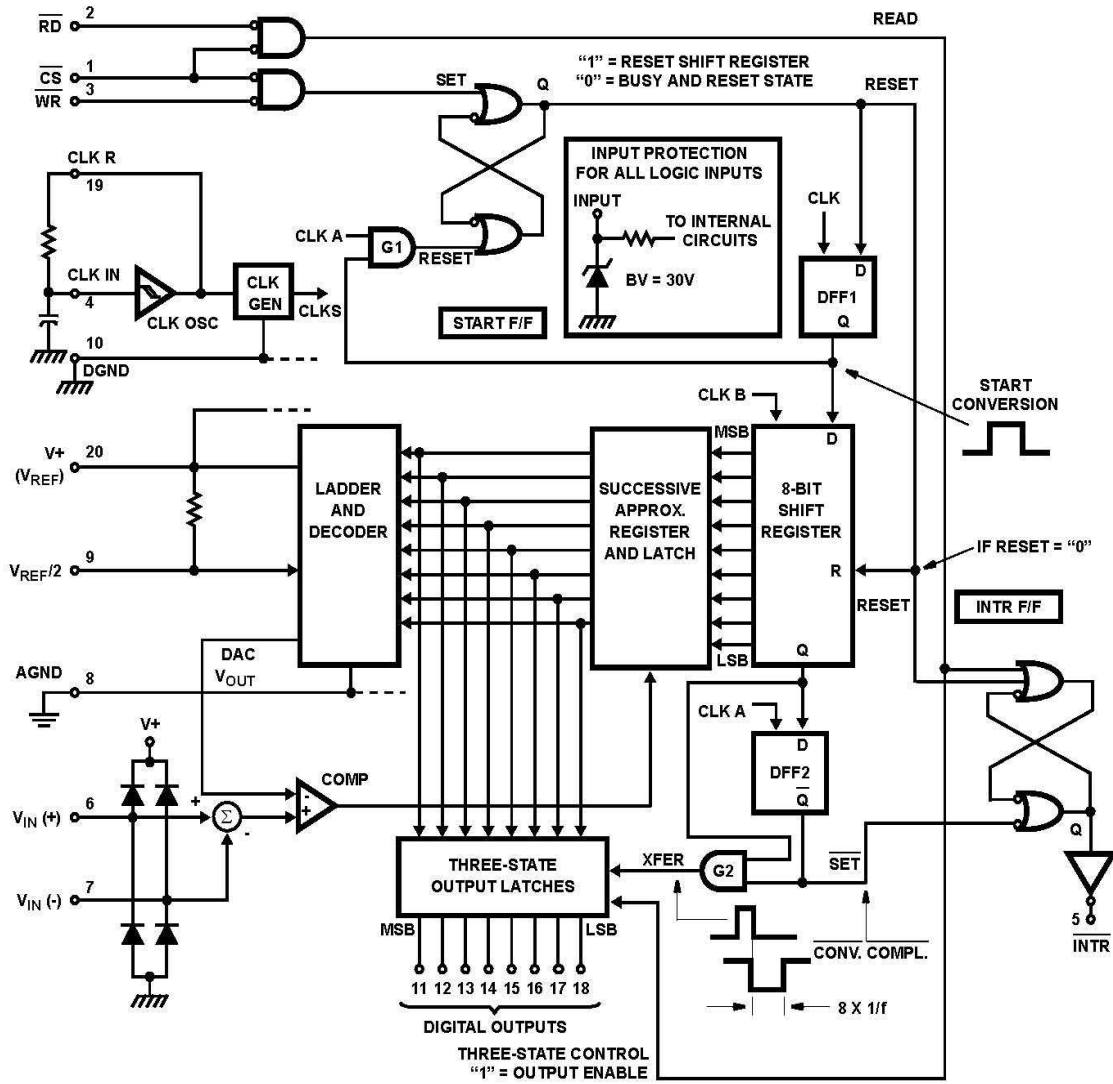 RD
2
READ
CS
1
WR
3
SET
Q
"1" = RESET SHIFT REGISTER
"0" = BUSY AND RESET STATE
RESET
CLK R
19
INPUT PROTECTION
FOR ALL LOGIC INPUTS
INPUT
TO INTERNAL
CIRCUITS
BV = 30V
CLK
CLK A
G1
RESET
D
DFF1
Q
CLK IN
4
CLK OSC
CLK
GEN
CLKS
START F/F
10
DGND
START
CONVERSION
CLK B
V+
(VREF)
20
LADDER
AND
DECODER
SUCCESSIVE
APPROX.
REGISTER
AND LATCH
MSB
D
8-BIT
SHIFT
REGISTER
R
Q
LSB
IF RESET = "0"
RESET
INTR F/F
VREF/2
9
AGND
8
DAC
VOUT
V+
CLK A
D
DFF2
Q
COMP
-
+
VIN (+)
6
+
Σ
-
VIN (-)
7
THREE-STATE
OUTPUT LATCHES
XFER
G2
SET
Q
MSB
LSB
CONV. COMPL.
5
INTR
11 12 13 14 15 16 17 18
8 X 1/f
DIGITAL OUTPUTS
THREE-STATE CONTROL
"1" = OUTPUT ENABLE